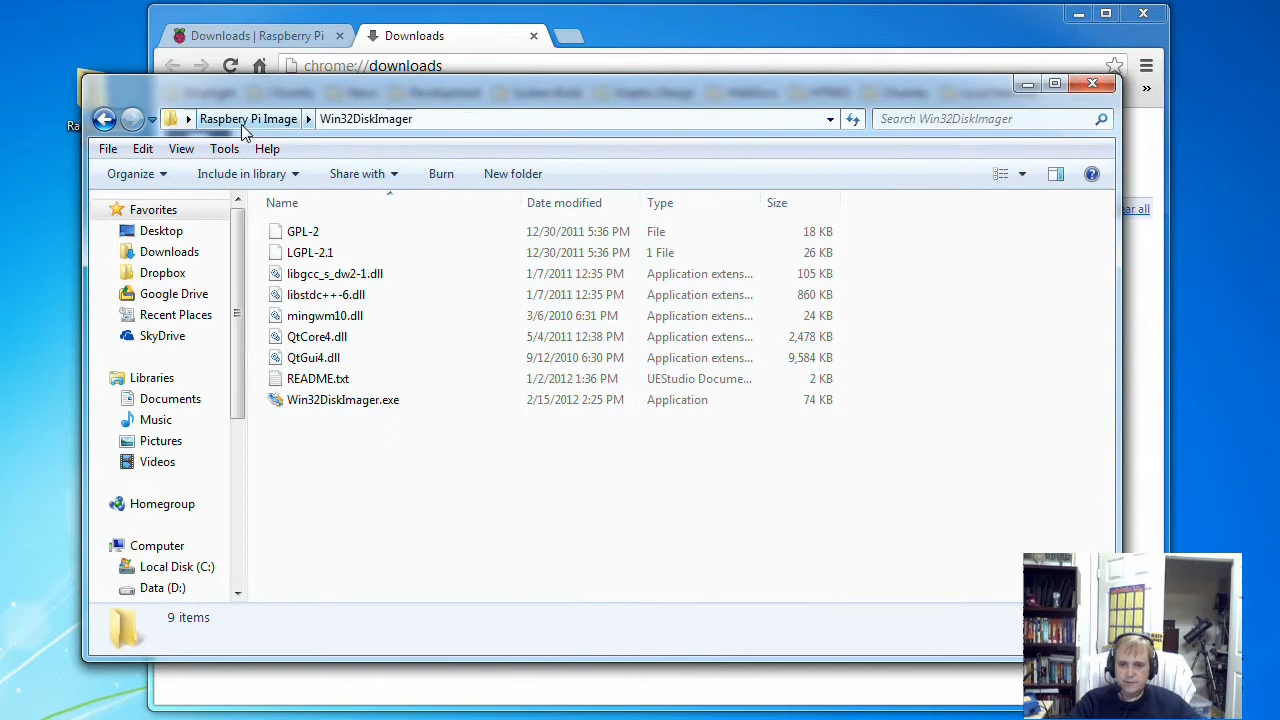 Downloads | Raspberry Pi
Downloads
chrome://downloads
Raspbery Pi Image
Win32DiskImager
Search Win32DiskImager
File Edit View Tools Help
Organize Include in library Share with Burn New folder
ear all
Favorites
Desktop
Downloads
Dropbox
Google Drive
Recent Places
SkyDrive
Libraries
Documents
Music
Pictures
Videos
Homegroup
Computer
Local Disk (C:)
Data (D:)
Name Date modified Type Size
GPL-2 12/30/2011 5:36 PM File 18 KB
LGPL-2.1 12/30/2011 5:36 PM 1 File 26 KB
libgcc_s_dw2-1.dll 1/7/2011 12:35 PM Application extens... 105 KB
libstdc++-6.dll 1/7/2011 12:35 PM Application extens... 860 KB
mingwm10.dll 3/6/2010 6:31 PM Application extens... 24 KB
QtCore4.dll 5/4/2011 12:38 PM Application extens... 2,478 KB
QtGui4.dll 9/12/2010 6:30 PM Application extens... 9,584 KB
README.txt 1/2/2012 1:36 PM UEStudio Docume... 2 KB
Win32DiskImager.exe 2/15/2012 2:25 PM Application 74 KB
9 items
Ra